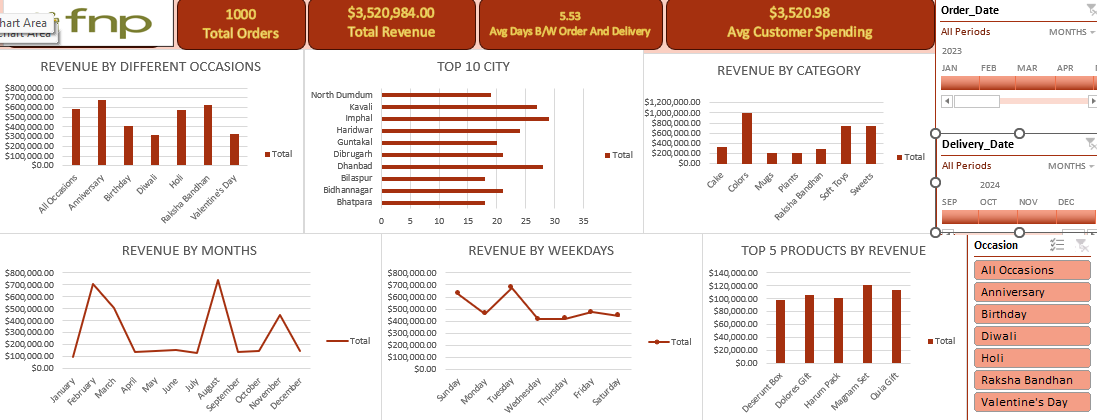 hart Area
chart Area
fnp
1000
Total Orders
$3,520,984.00
Total Revenue
5.53
Avg Days B/W Order And Delivery
$3,520.98
Avg Customer Spending
Order_Date
All Periods
MONTHS
2023
JAN FEB MAR APR
Delivery_Date
All Periods
MONTHS
2024
SEP OCT NOV DEC
REVENUE BY DIFFERENT OCCASIONS
$800,000.00
$700,000.00
$600,000.00
$500,000.00
$400,000.00
$300,000.00
$200,000.00
$100,000.00
$0.00
All Occasions
Anniversary
Birthday
Diwali
Holi
Raksha Bandhan
Valentine's Day
Total
TOP 10 CITY
North Dumdum
Kavali
Imphal
Haridwar
Guntakal
Dibrugarh
Dhanbad
Bilaspur
Bidhannagar
Bhatpara
0 5 10 15 20 25 30 35
Total
REVENUE BY CATEGORY
$1,200,000.00
$1,000,000.00
$800,000.00
$600,000.00
$400,000.00
$200,000.00
$0.00
Cake
Colors
Mugs
Plants
Raksha Bandhan
Soft Toys
Sweets
Total
REVENUE BY MONTHS
$800,000.00
$700,000.00
$600,000.00
$500,000.00
$400,000.00
$300,000.00
$200,000.00
$100,000.00
$0.00
January
February
March
April
May
June
July
August
September
October
November
December
Total
REVENUE BY WEEKDAYS
$800,000.00
$700,000.00
$600,000.00
$500,000.00
$400,000.00
$300,000.00
$200,000.00
$100,000.00
$0.00
Sunday
Monday
Tuesday
Wednesday
Thursday
Friday
Saturday
Total
TOP 5 PRODUCTS BY REVENUE
$140,000.00
$120,000.00
$100,000.00
$80,000.00
$60,000.00
$40,000.00
$20,000.00
$0.00
Deserunt Box
Dolores Gift
Harum Pack
Magnam Set
Quia Gift
Total
Occasion
All Occasions
Anniversary
Birthday
Diwali
Holi
Raksha Bandhan
Valentine's Day